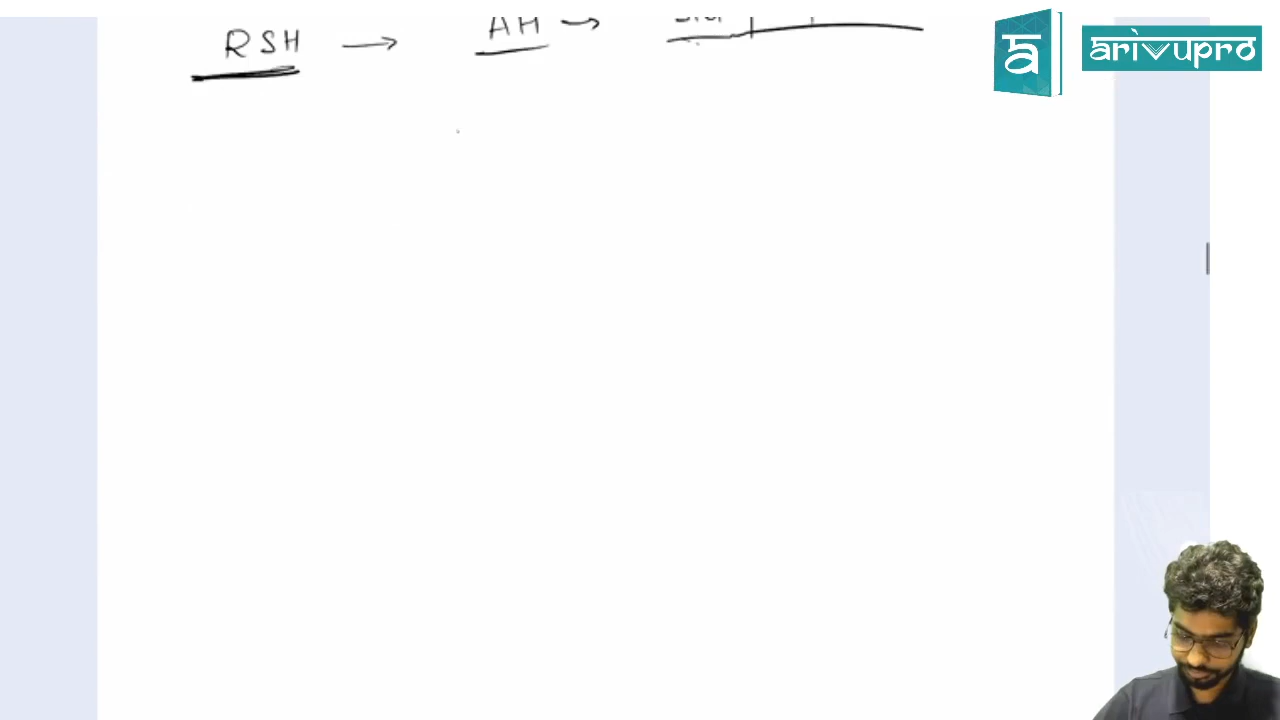 RSH → AH →
ā arivupro